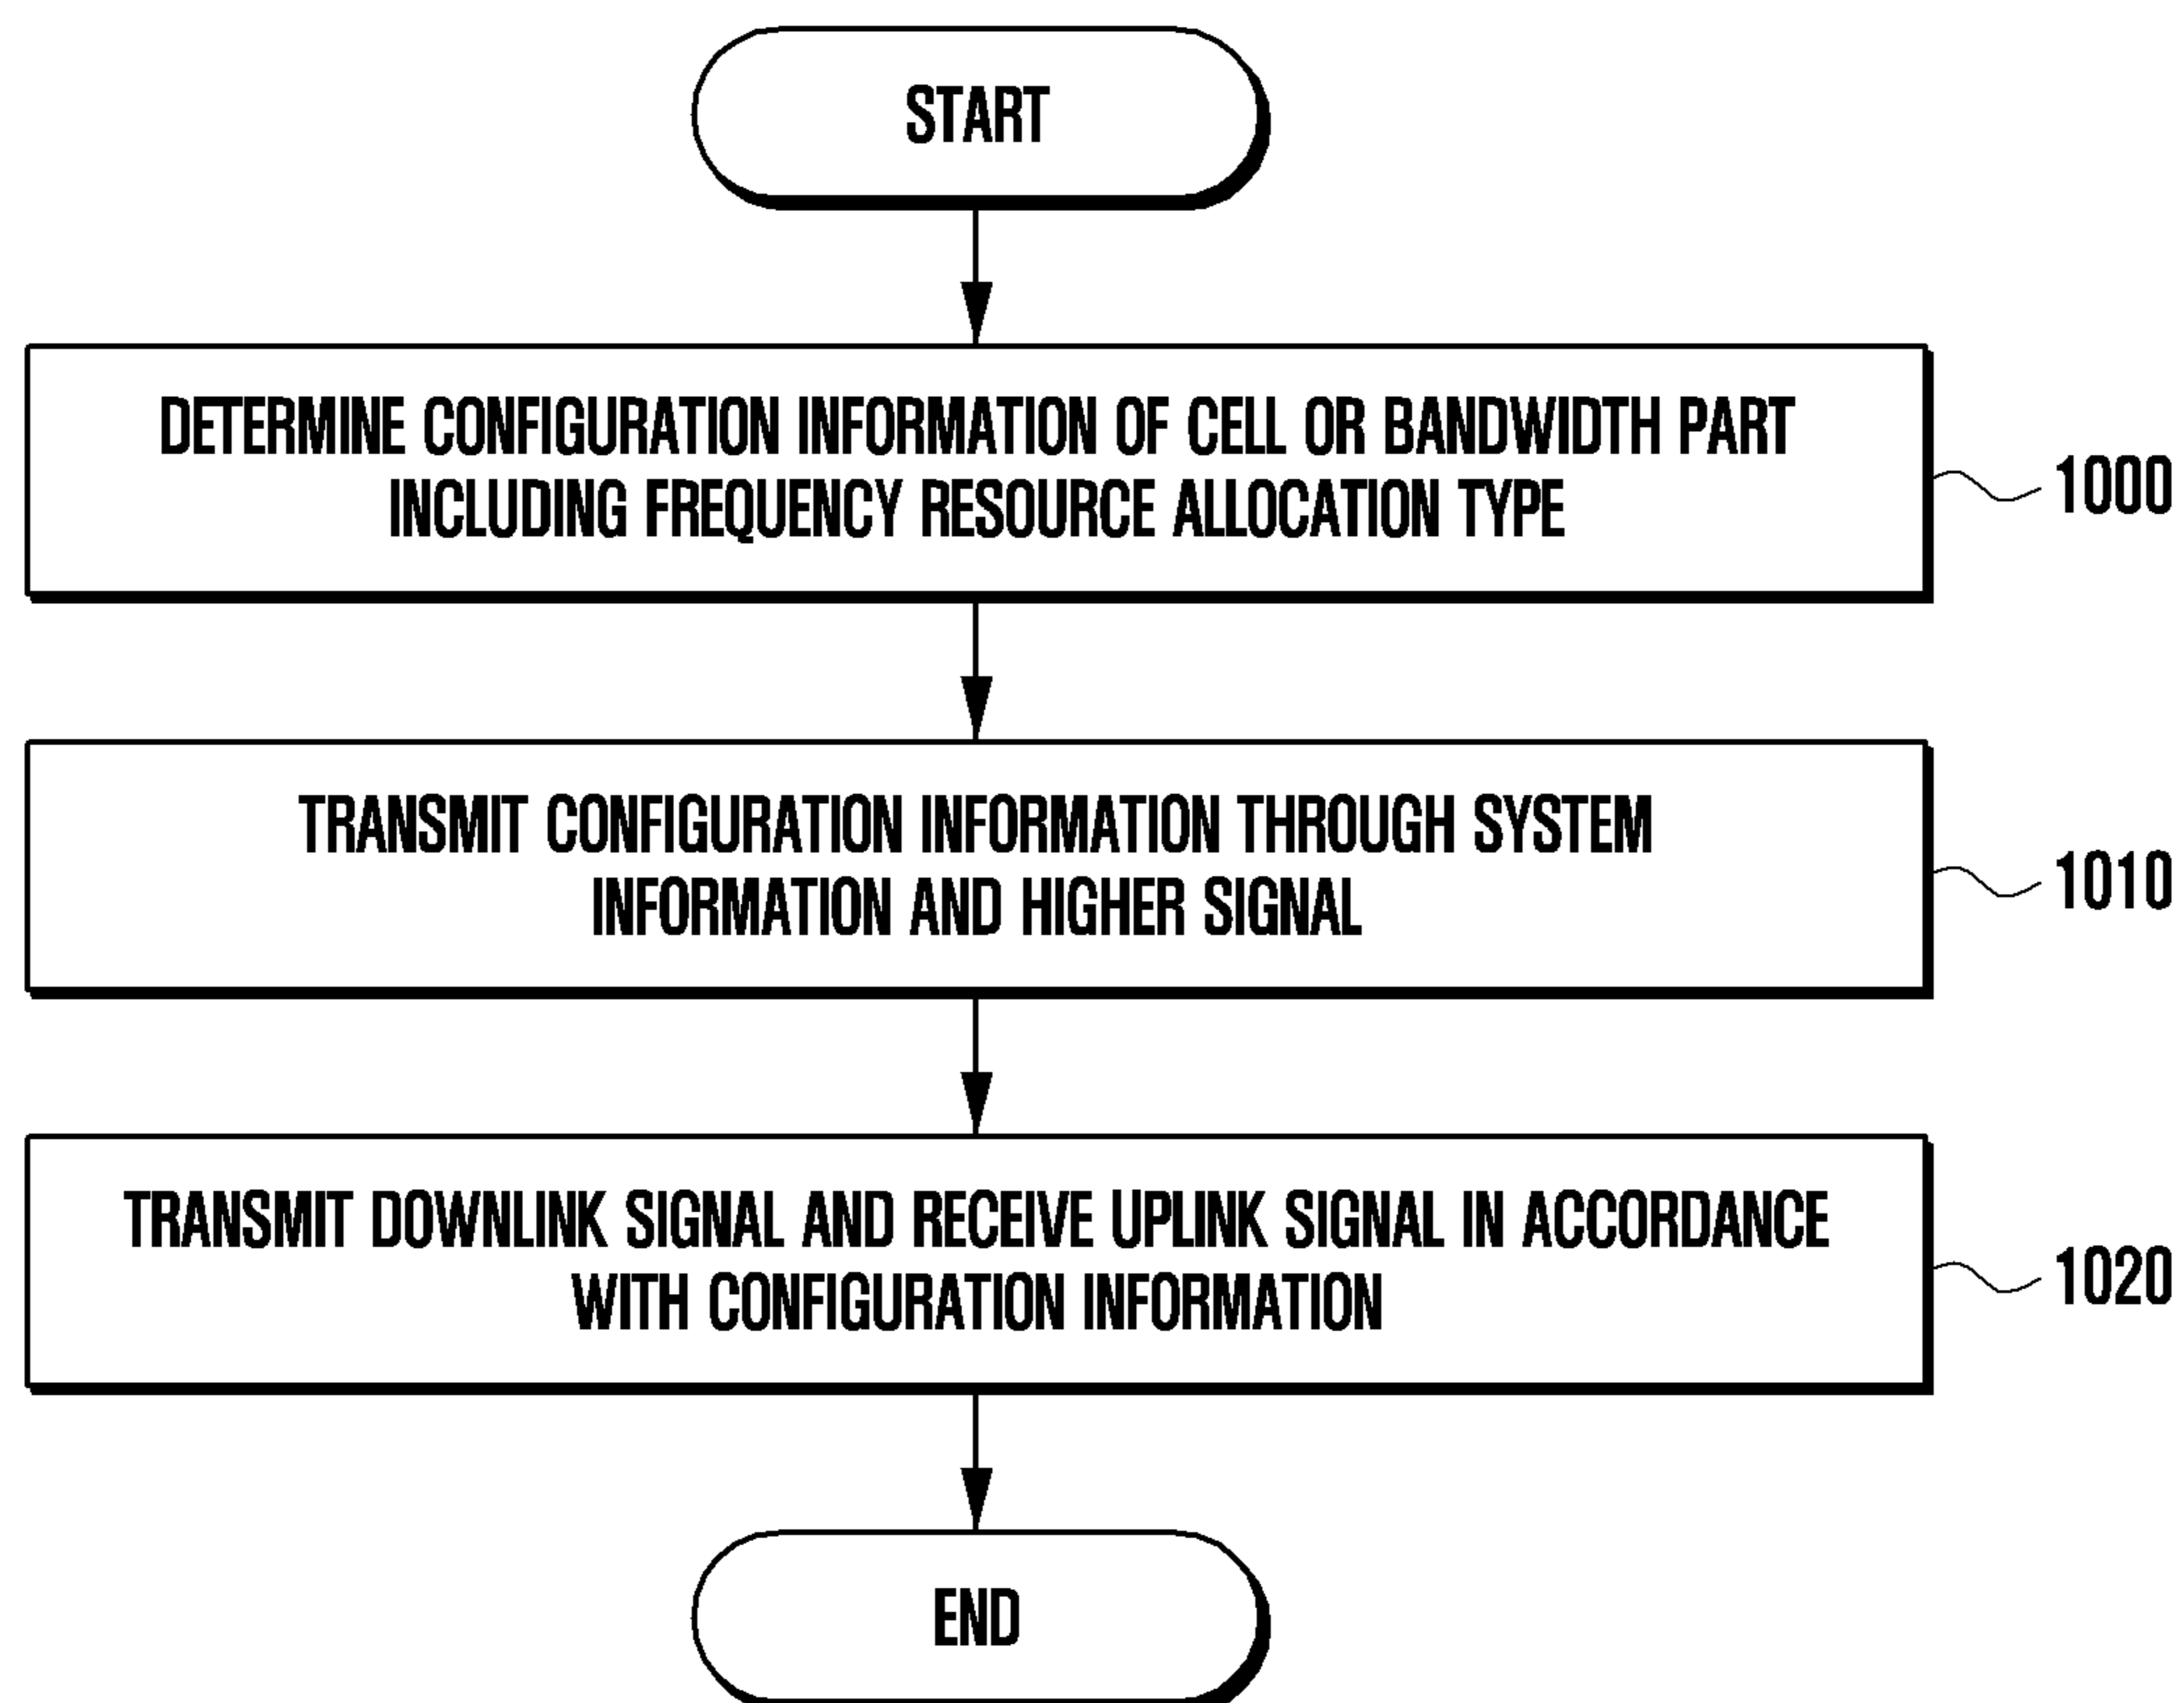 START
DETERMINE CONFIGURATION INFORMATION OF CELL OR BANDWIDTH PART
INCLUDING FREQUENCY RESOURCE ALLOCATION TYPE
1000
TRANSMIT CONFIGURATION INFORMATION THROUGH SYSTEM
INFORMATION AND HIGHER SIGNAL
1010
TRANSMIT DOWNLINK SIGNAL AND RECEIVE UPLINK SIGNAL IN ACCORDANCE
WITH CONFIGURATION INFORMATION
1020
END